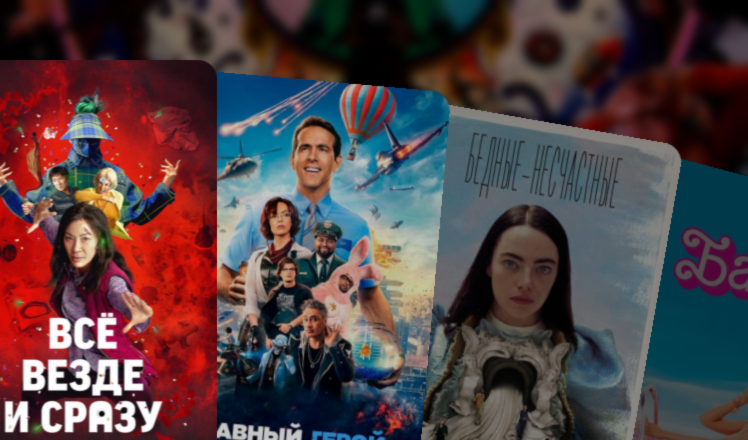 ВСЁ
ВЕЗДЕ
И СРАЗУ
АВНЫЙ ГЕРОЙ
БЕДНЫЕ-НЕСЧАСТНЫЕ
Ба